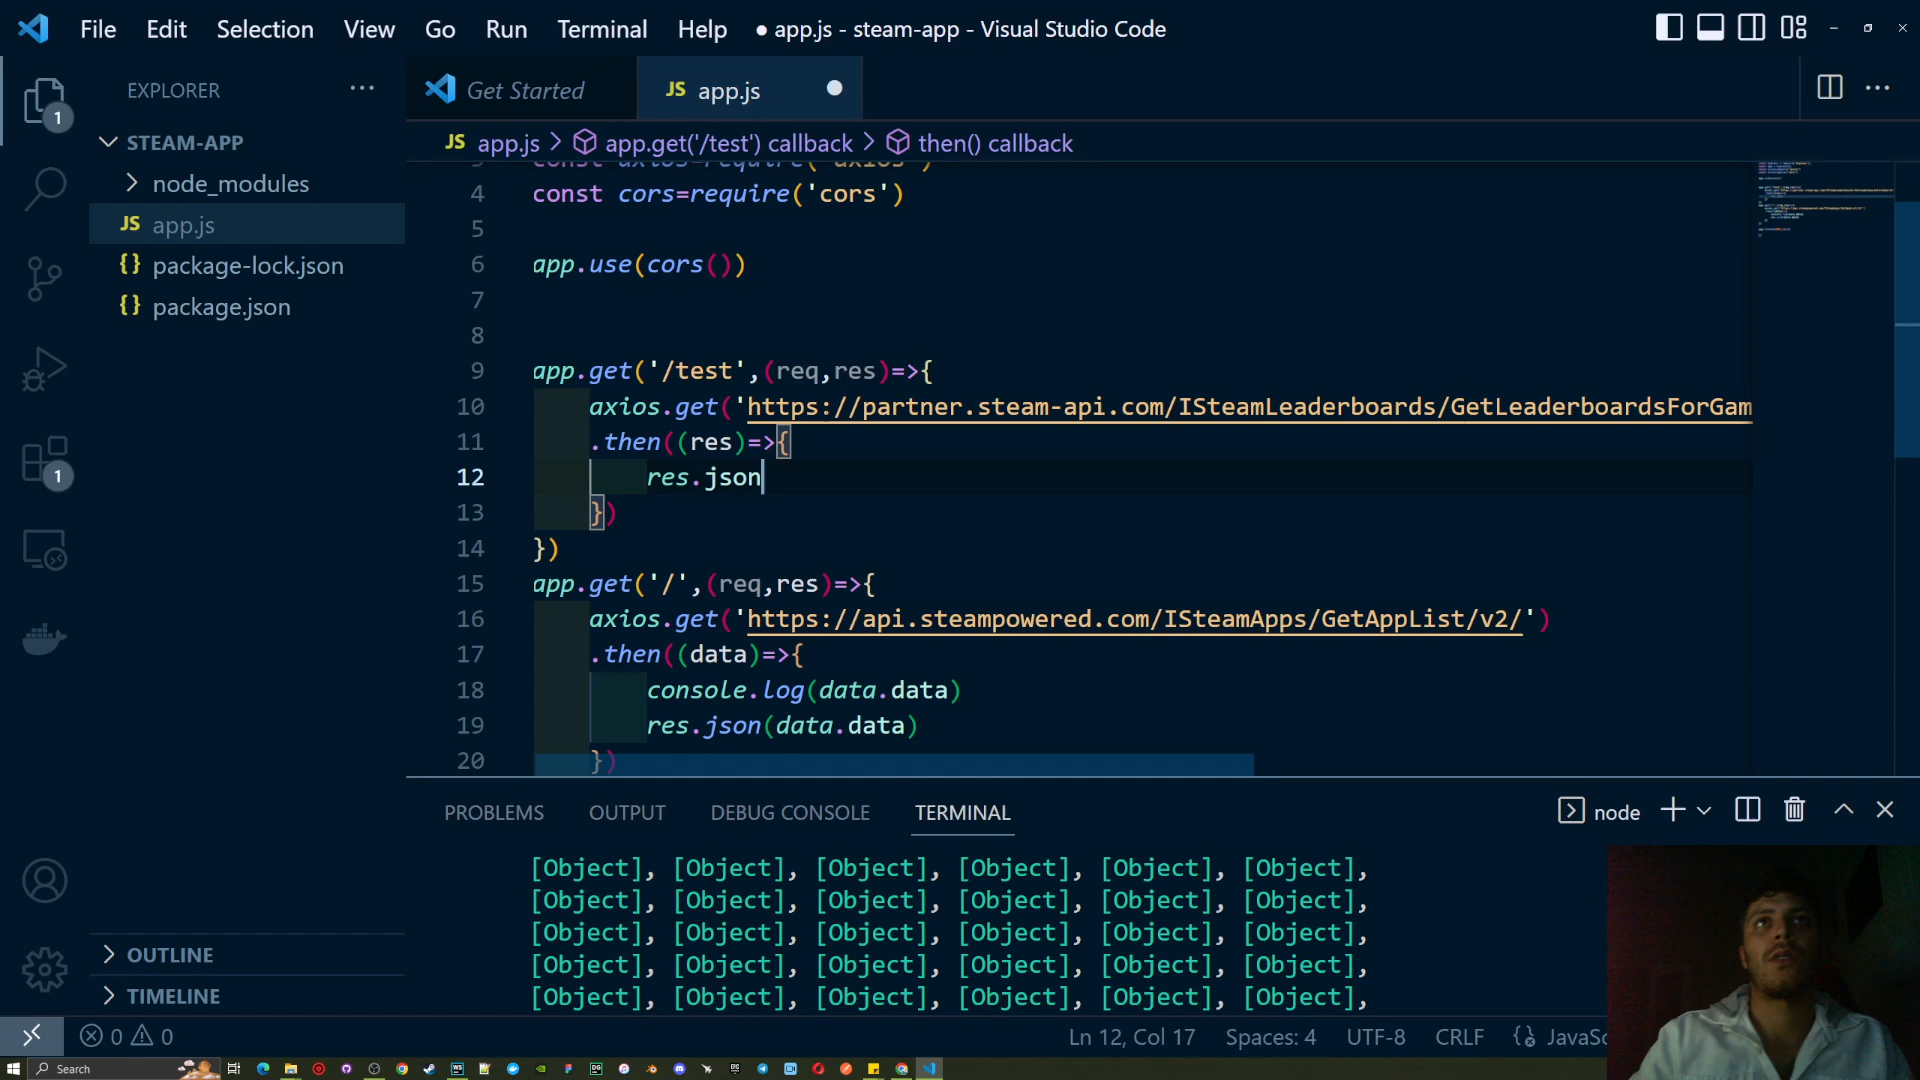 File Edit Selection View Go Run Terminal Help ● app.js - steam-app - Visual Studio Code
EXPLORER
Get Started
JS app.js
STEAM-APP
node_modules
JS app.js
{} package-lock.json
{} package.json
OUTLINE
TIMELINE
1
1
JS app.js > app.get('/test') callback > then() callback
const axios=require('axios')
4 const cors=require('cors')
5
6 app.use(cors())
7
8
9 app.get('/test',(req,res)=>{
10 axios.get('https://partner.steam-api.com/ISteamLeaderboards/GetLeaderboardsForGam
11 .then((res)=>{
12 res.json
13 })
14 })
15 app.get('/',(req,res)=>{
16 axios.get('https://api.steampowered.com/ISteamApps/GetAppList/v2/')
17 .then((data)=>{
18 console.log(data.data)
19 res.json(data.data)
20 })
PROBLEMS OUTPUT DEBUG CONSOLE TERMINAL
node
[Object], [Object], [Object], [Object], [Object], [Object],
[Object], [Object], [Object], [Object], [Object], [Object],
[Object], [Object], [Object], [Object], [Object], [Object],
[Object], [Object], [Object], [Object], [Object], [Object],
[Object], [Object], [Object], [Object], [Object], [Object],
0 0
Ln 12, Col 17 Spaces: 4 UTF-8 CRLF {} JavaSc
Search